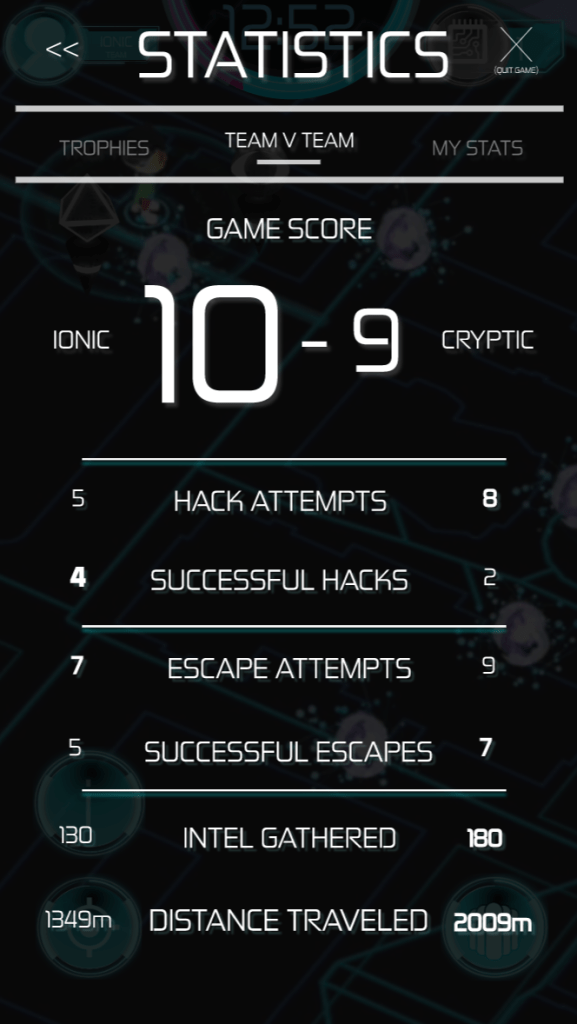 12:52
<< STATISTICS
(QUIT GAME)
TROPHIES TEAM V TEAM MY STATS
GAME SCORE
IONIC 10 - 9 CRYPTIC
5 HACK ATTEMPTS 8
4 SUCCESSFUL HACKS 2
7 ESCAPE ATTEMPTS 9
5 SUCCESSFUL ESCAPES 7
130 INTEL GATHERED 180
1349m DISTANCE TRAVELED 2009m